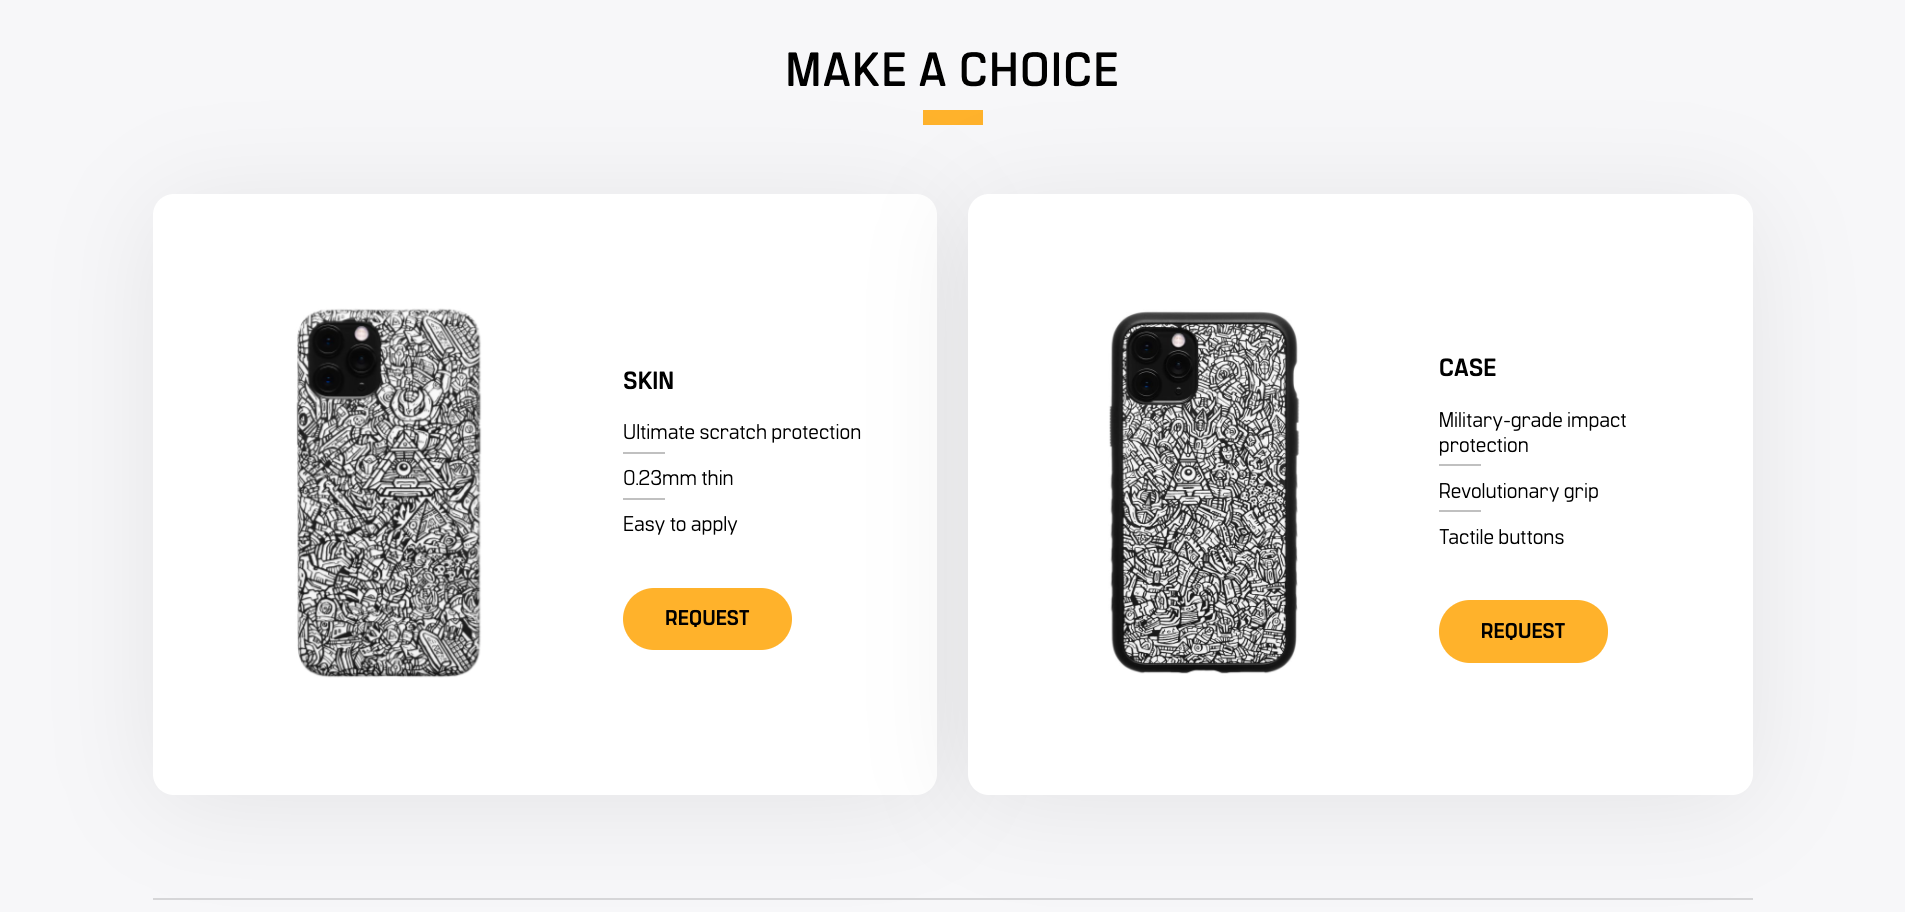 MAKE A CHOICE
SKIN
Ultimate scratch protection
0.23mm thin
Easy to apply
REQUEST
CASE
Military-grade impact
protection
Revolutionary grip
Tactile buttons
REQUEST